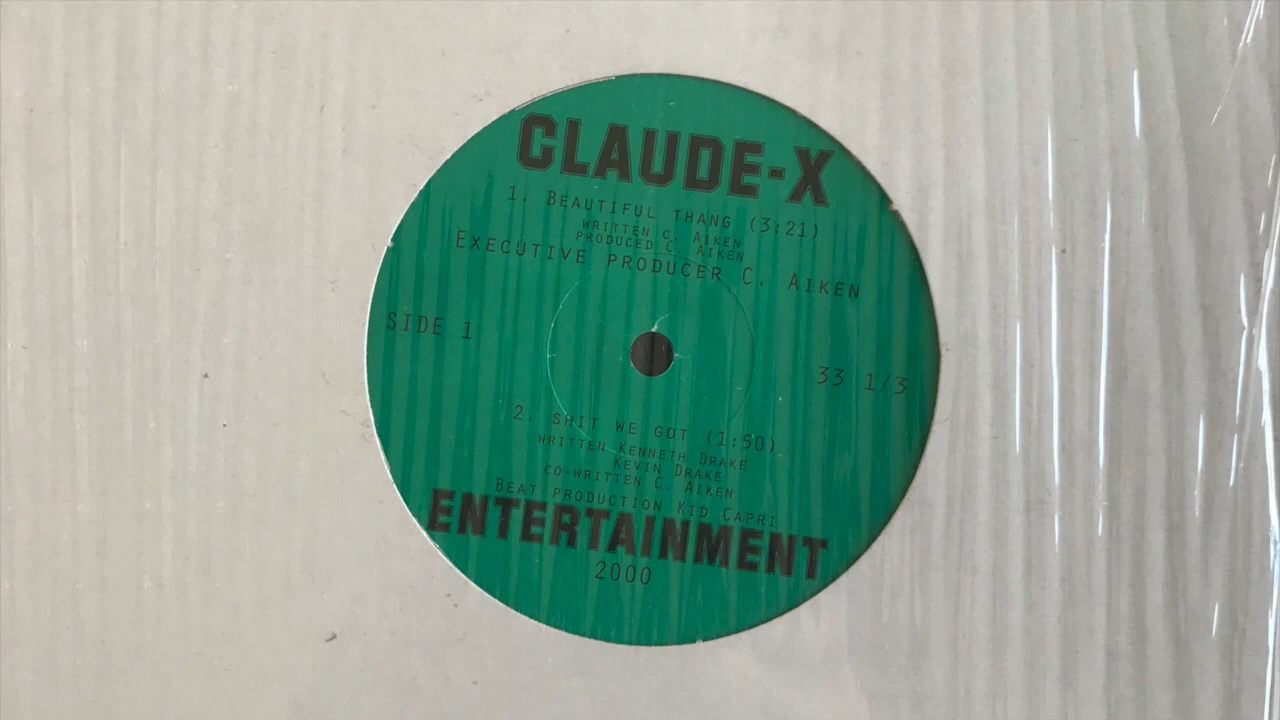 CLAUDE-X
1. BEAUTIFUL THANG (3:21)
WRITTEN C. AIKEN
PRODUCED C. AIKEN
EXECUTIVE PRODUCER C. AIKEN
SIDE 1
33 1/3
2. SHIT WE GOT (1:50)
WRITTEN KENNETH DRAKE
KEVIN DRAKE
CO-WRITTEN C. AIKEN
BEAT PRODUCTION KID CAPRI
ENTERTAINMENT
2000